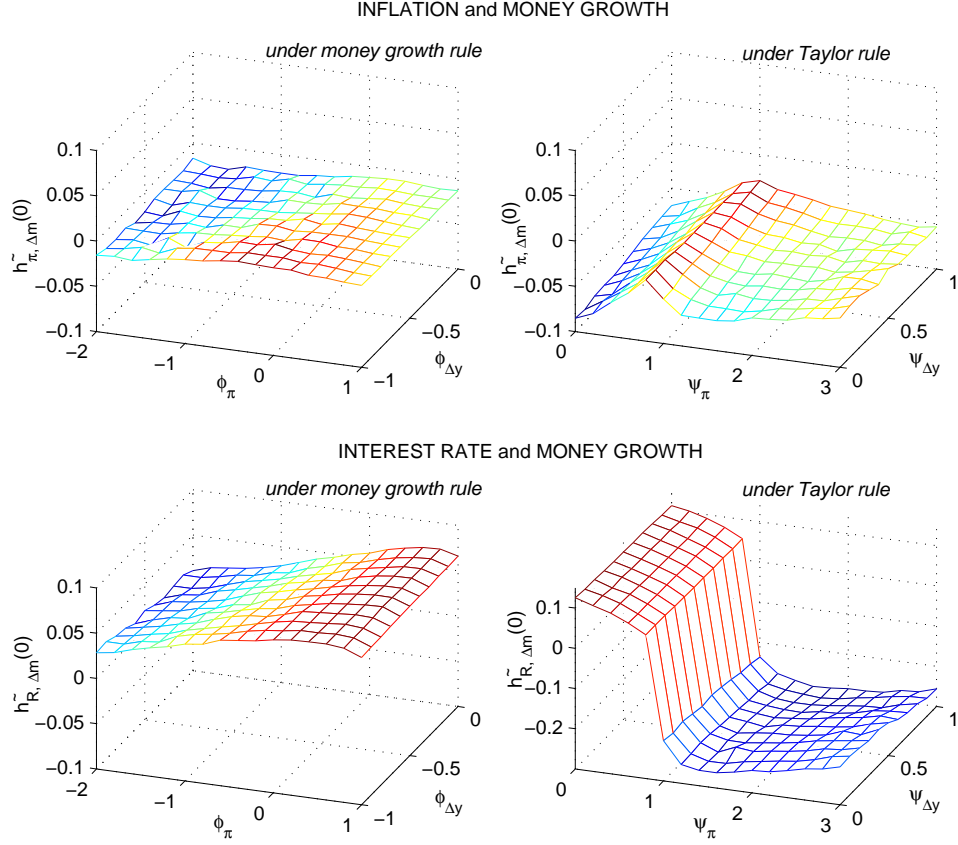 INFLATION and MONEY GROWTH
under money growth rule
under Taylor rule
0.1
0.05
0
−0.05
−0.1
h̃π, Δm(0)
−2
−1
0
1
ϕπ
−1
−0.5
0
ϕΔy
0.1
0.05
0
−0.05
−0.1
h̃π, Δm(0)
0
1
2
3
ψπ
0
0.5
1
ψΔy
INTEREST RATE and MONEY GROWTH
under money growth rule
under Taylor rule
0.1
0.05
0
−0.05
−0.1
h̃R, Δm(0)
−2
−1
0
1
ϕπ
−1
−0.5
0
ϕΔy
0.1
0
−0.1
−0.2
h̃R, Δm(0)
0
1
2
3
ψπ
0
0.5
1
ψΔy